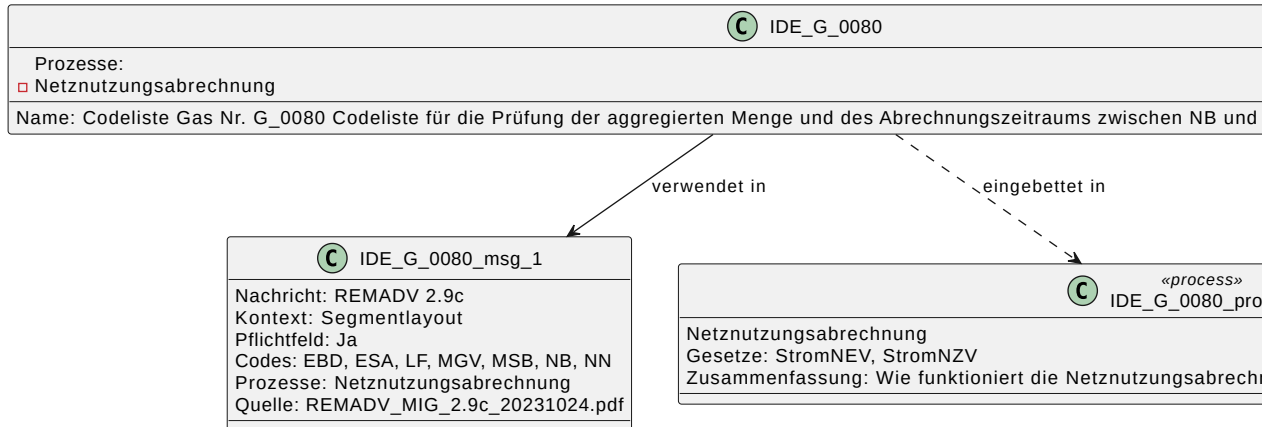 C IDE_G_0080
Prozesse:
Netznutzungsabrechnung
Name: Codeliste Gas Nr. G_0080 Codeliste für die Prüfung der aggregierten Menge und des Abrechnungszeitraums zwischen NB und
verwendet in
eingebettet in
C IDE_G_0080_msg_1
Nachricht: REMADV 2.9c
Kontext: Segmentlayout
Pflichtfeld: Ja
Codes: EBD, ESA, LF, MGV, MSB, NB, NN
Prozesse: Netznutzungsabrechnung
Quelle: REMADV_MIG_2.9c_20231024.pdf
«process»
C IDE_G_0080_pro
Netznutzungsabrechnung
Gesetze: StromNEV, StromNZV
Zusammenfassung: Wie funktioniert die Netznutzungsabrech